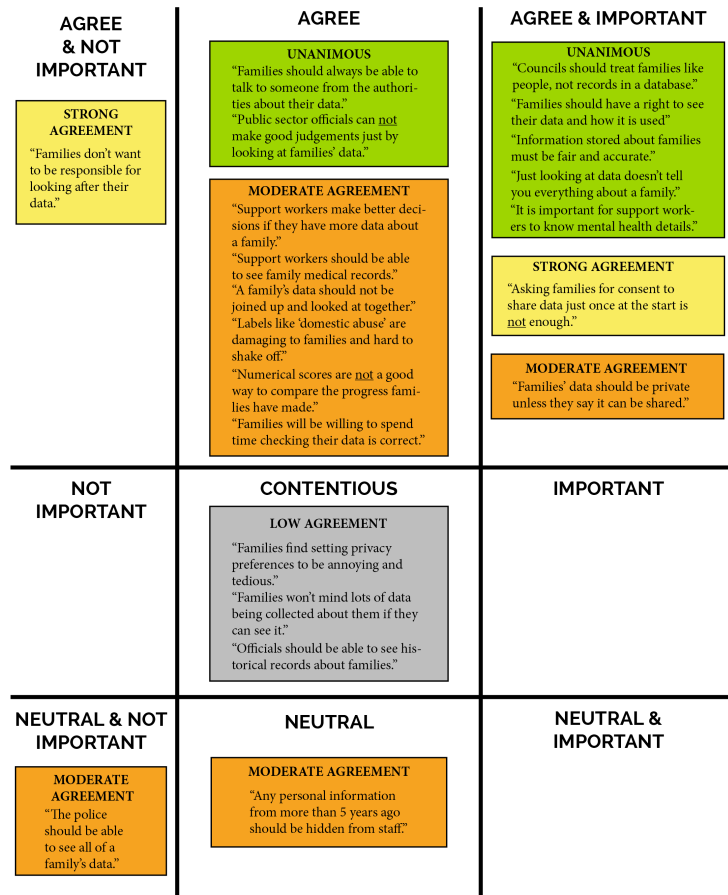 AGREE
& NOT
IMPORTANT
STRONG
AGREEMENT
“Families don’t want
to be responsible for
looking after their
data.”
AGREE
UNANIMOUS
“Families should always be able to
talk to someone from the authori-
ties about their data.”
“Public sector officials can not
make good judgements just by
looking at families’ data.”
MODERATE AGREEMENT
“Support workers make better deci-
sions if they have more data about
a family.”
“Support workers should be able
to see family medical records.”
“A family’s data should not be
joined up and looked at together.”
“Labels like ‘domestic abuse’ are
damaging to families and hard to
shake off.”
“Numerical scores are not a good
way to compare the progress fami-
lies have made.”
“Families will be willing to spend
time checking their data is correct.”
AGREE & IMPORTANT
UNANIMOUS
“Councils should treat families like
people, not records in a database.”
“Families should have a right to see
their data and how it is used”
“Information stored about families
must be fair and accurate.”
“Just looking at data doesn’t tell
you everything about a family.”
“It is important for support work-
ers to know mental health details.”
STRONG AGREEMENT
“Asking families for consent to
share data just once at the start is
not enough.”
MODERATE AGREEMENT
“Families’ data should be private
unless they say it can be shared.”
NOT
IMPORTANT
CONTENTIOUS
LOW AGREEMENT
“Families find setting privacy
preferences to be annoying and
tedious.”
“Families won’t mind lots of data
being collected about them if they
can see it.”
“Officials should be able to see his-
torical records about families.”
IMPORTANT
NEUTRAL & NOT
IMPORTANT
MODERATE
AGREEMENT
“The police
should be able
to see all of a
family’s data.”
NEUTRAL
MODERATE AGREEMENT
“Any personal information
from more than 5 years ago
should be hidden from staff.”
NEUTRAL &
IMPORTANT